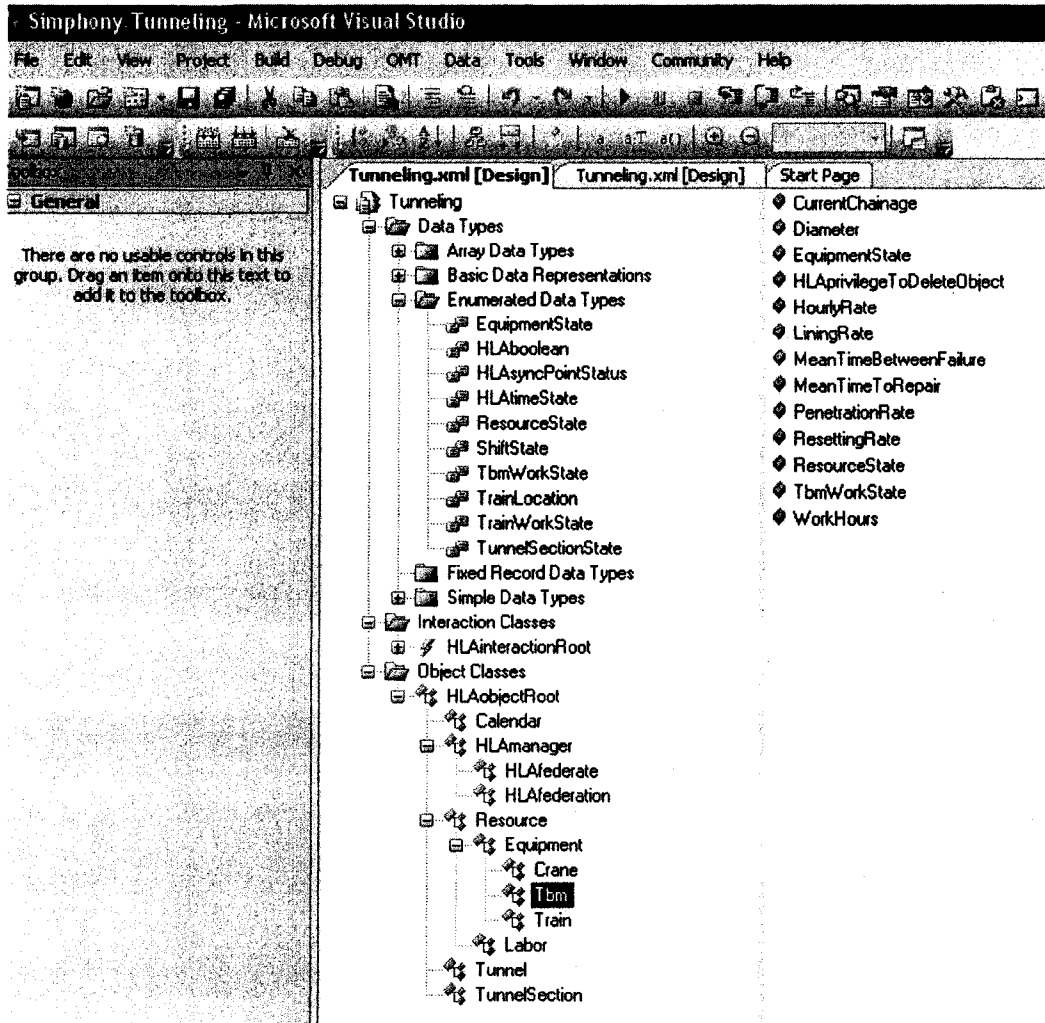 Simphony.Tunneling - Microsoft Visual Studio
File Edit View Project Build Debug OMT Data Tools Window Community Help
Tunneling.xml [Design] Tunneling.xml [Design] Start Page
General
There are no usable controls in this
group. Drag an item onto this text to
add it to the toolbox.
Tunneling
Data Types
Array Data Types
Basic Data Representations
Enumerated Data Types
EquipmentState
HLAboolean
HLAsyncPointStatus
HLAtimeState
ResourceState
ShiftState
TbmWorkState
TrainLocation
TrainWorkState
TunnelSectionState
Fixed Record Data Types
Simple Data Types
Interaction Classes
HLAinteractionRoot
Object Classes
HLAobjectRoot
Calendar
HLAmanager
HLAfederate
HLAfederation
Resource
Equipment
Crane
Tbm
Train
Labor
Tunnel
TunnelSection
CurrentChainage
Diameter
EquipmentState
HLAprivilegeToDeleteObject
HourlyRate
LiningRate
MeanTimeBetweenFailure
MeanTimeToRepair
PenetrationRate
ResettingRate
ResourceState
TbmWorkState
WorkHours